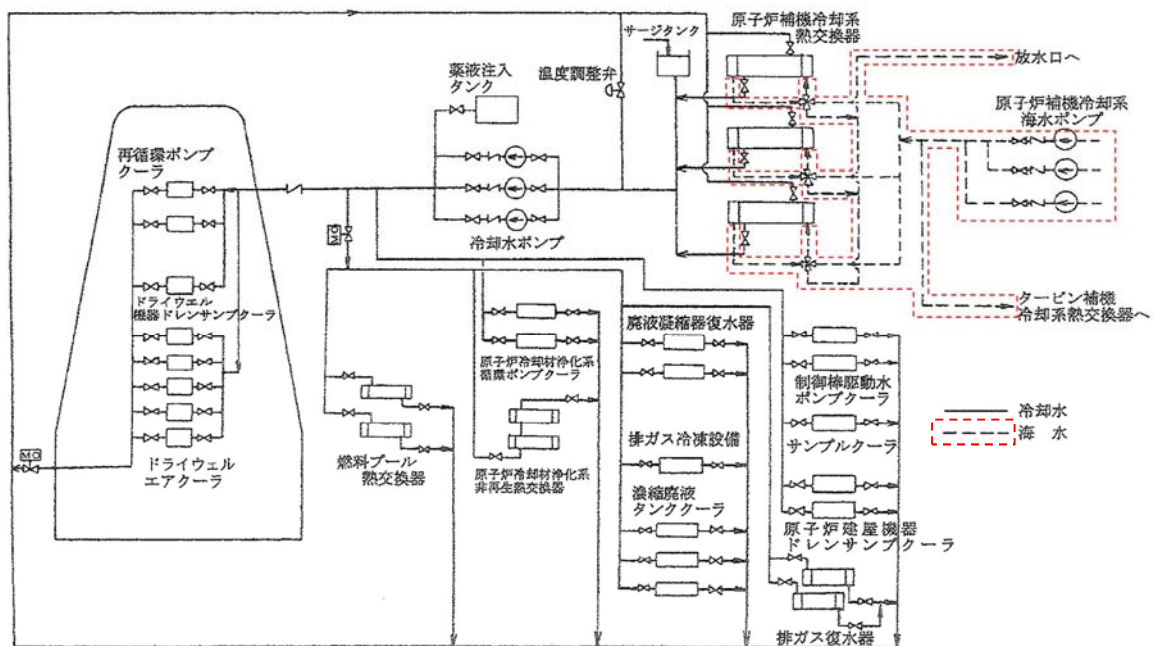 原子炉補機冷却系
熱交換器
サージタンク
放水口へ
薬液注入
タンク
温度調整弁
原子炉補機冷却系
海水ポンプ
再循環ポンプ
クーラ
冷却水ポンプ
MO
ドライウエル
機器ドレンサンプクーラ
タービン補機
冷却系熱交換器へ
廃液凝縮器復水器
原子炉冷却材浄化系
循環ポンプクーラ
制御棒駆動水
ポンプクーラ
冷却水
海　水
サンプルクーラ
排ガス冷凍設備
MO
ドライウェル
エアクーラ
燃料プール
熱交換器
原子炉冷却材浄化系
非再生熱交換器
濃縮廃液
タンククーラ
原子炉建屋機器
ドレンサンプクーラ
排ガス復水器